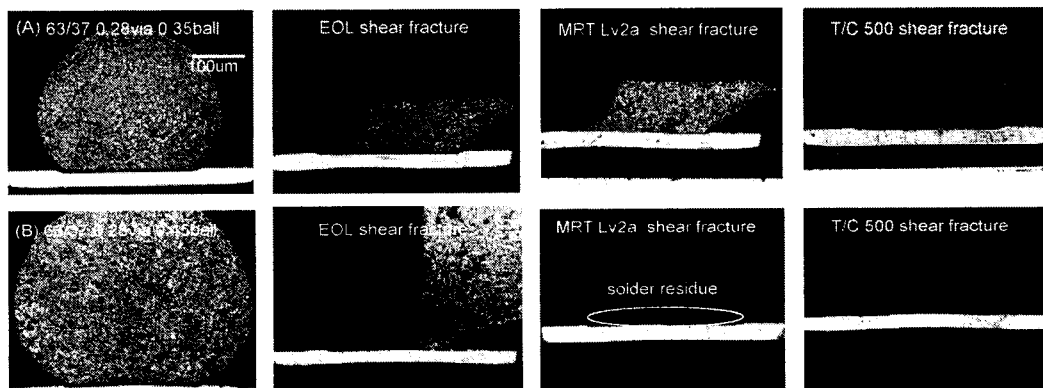 (A) 63/37 0.28via 0 35ball
100um
EOL shear fracture
MRT Lv2a shear fracture
T/C 500 shear fracture
(B)
EOL shear fracture
MRT Lv2a shear fracture
solder residue
T/C 500 shear fracture